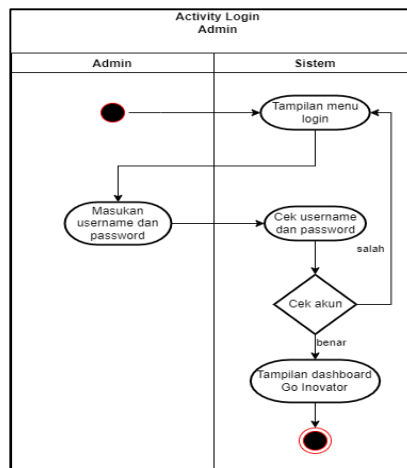 Activity Login
Admin
Admin
Sistem
Tampilan menu
login
Masukan
username dan
password
Cek username
dan password
salah
Cek akun
benar
Tampilan dashboard
Go Inovator